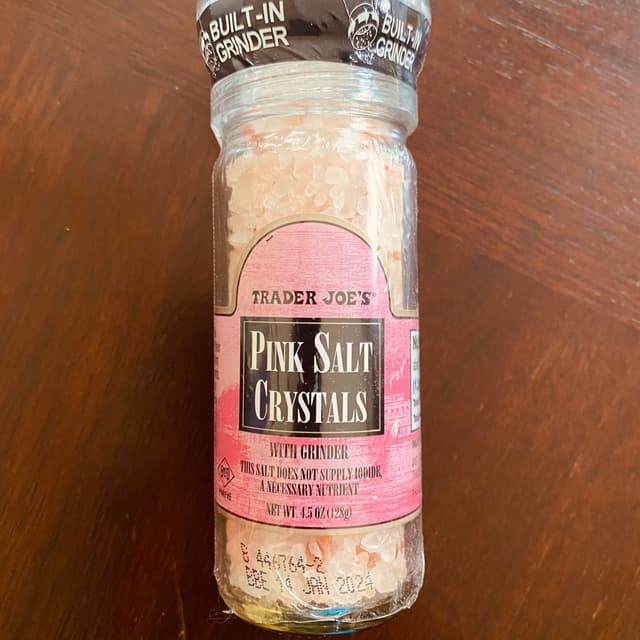 BUILT-IN
GRINDER
BUILT-IN
GRINDER
TRADER JOE'S
PINK SALT
CRYSTALS
WITH GRINDER
THIS SALT DOES NOT SUPPLY IODIDE,
A NECESSARY NUTRIENT
NET WT. 4.5 OZ (128g)
446764-2
BBE 14 JAN 2024